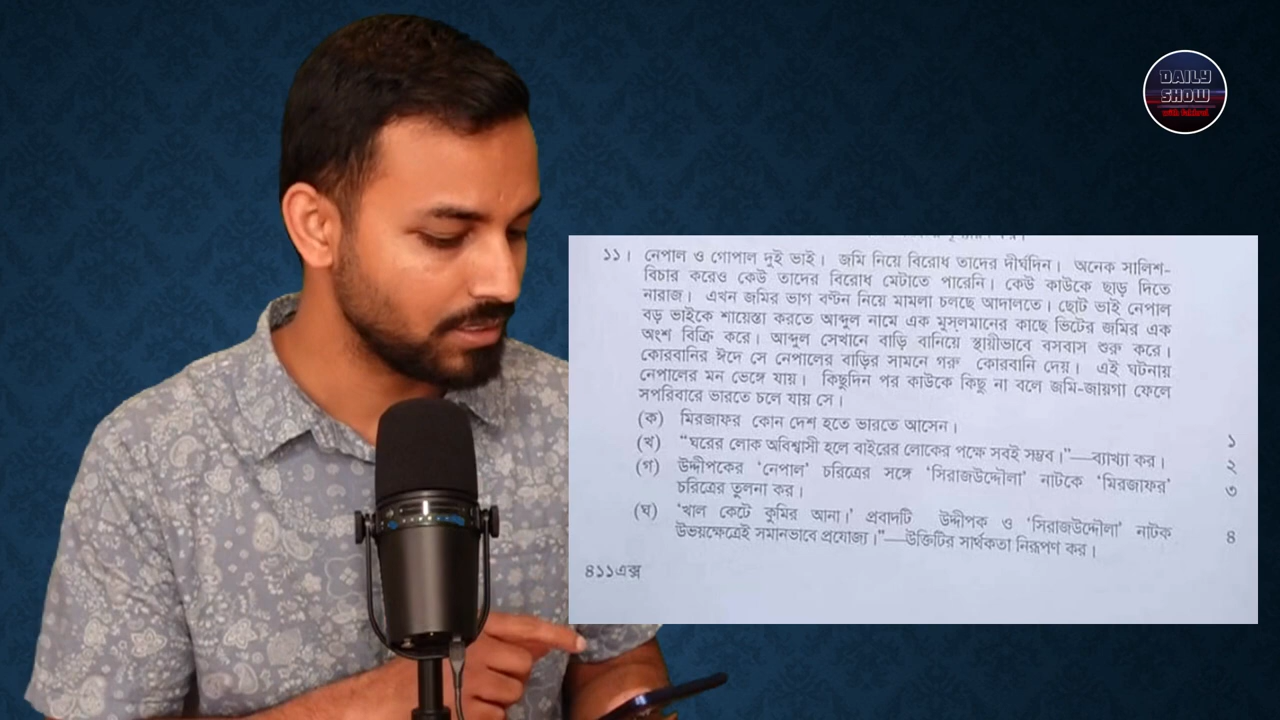 DAILY
SHOW
১১। নেপাল ও গোপাল দুই ভাই। জমি নিয়ে বিরোধ তাদের দীর্ঘদিন। অনেক সালিশ-
বিচার করেও কেউ তাদের বিরোধ মেটাতে পারেনি। কেউ কাউকে ছাড় দিতে
নারাজ। এখন জমির ভাগ বণ্টন নিয়ে মামলা চলছে আদালতে। ছোট ভাই নেপাল
বড় ভাইকে শায়েস্তা করতে আব্দুল নামে এক মুসলমানের কাছে ভিটের জমির এক
অংশ বিক্রি করে। আব্দুল সেখানে বাড়ি বানিয়ে স্থায়ীভাবে বসবাস শুরু করে।
কোরবানির ঈদে সে নেপালের বাড়ির সামনে গরু কোরবানি দেয়। এই ঘটনায়
নেপালের মন ভেঙ্গে যায়। কিছুদিন পর কাউকে কিছু না বলে জমি-জায়গা ফেলে
সপরিবারে ভারতে চলে যায় সে।
(ক) মিরজাফর কোন দেশ হতে ভারতে আসেন। ১
(খ) “ঘরের লোক অবিশ্বাসী হলে বাইরের লোকের পক্ষে সবই সম্ভব।”—ব্যাখ্যা কর। ২
(গ) উদ্দীপকের ‘নেপাল’ চরিত্রের সঙ্গে ‘সিরাজউদ্দৌলা’ নাটকে ‘মিরজাফর’ ৩
চরিত্রের তুলনা কর।
(ঘ) ‘খাল কেটে কুমির আনা।’ প্রবাদটি উদ্দীপক ও ‘সিরাজউদ্দৌলা’ নাটক ৪
উভয়ক্ষেত্রেই সমানভাবে প্রযোজ্য।”—উক্তিটির সার্থকতা নিরূপণ কর।
৪১১এক্স